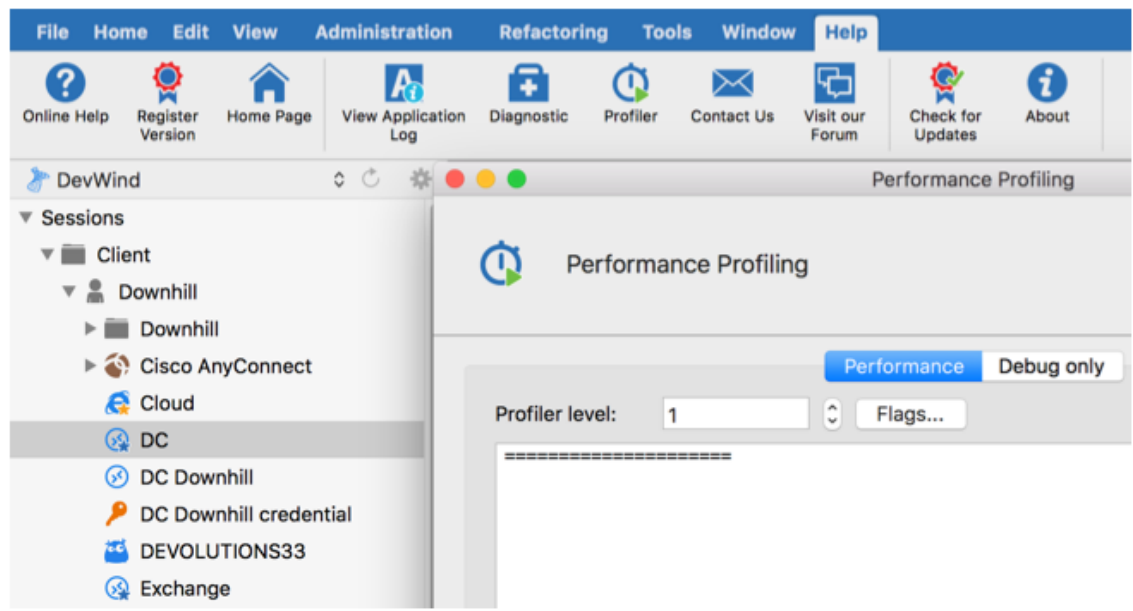 File Home Edit View Administration Refactoring Tools Window Help
Online Help Register Version Home Page View Application Log Diagnostic Profiler Contact Us Visit our Forum Check for Updates About
DevWind
Performance Profiling
Sessions
Client
Performance Profiling
Downhill
Downhill
Cisco AnyConnect
Performance Debug only
Cloud
Profiler level: 1 Flags...
DC
=====================
DC Downhill
DC Downhill credential
DEVOLUTIONS33
Exchange